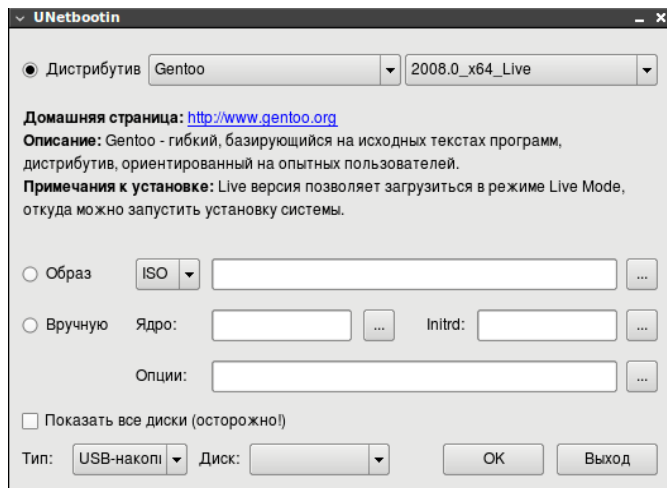 UNetbootin
Дистрибутив Gentoo 2008.0_x64_Live
Домашняя страница: http://www.gentoo.org
Описание: Gentoo - гибкий, базирующийся на исходных текстах программ,
дистрибутив, ориентированный на опытных пользователей.
Примечания к установке: Live версия позволяет загрузиться в режиме Live Mode,
откуда можно запустить установку системы.
Образ ISO ...
Вручную Ядро: ... Initrd: ...
Опции: ...
Показать все диски (осторожно!)
Тип: USB-накопи Диск: OK Выход